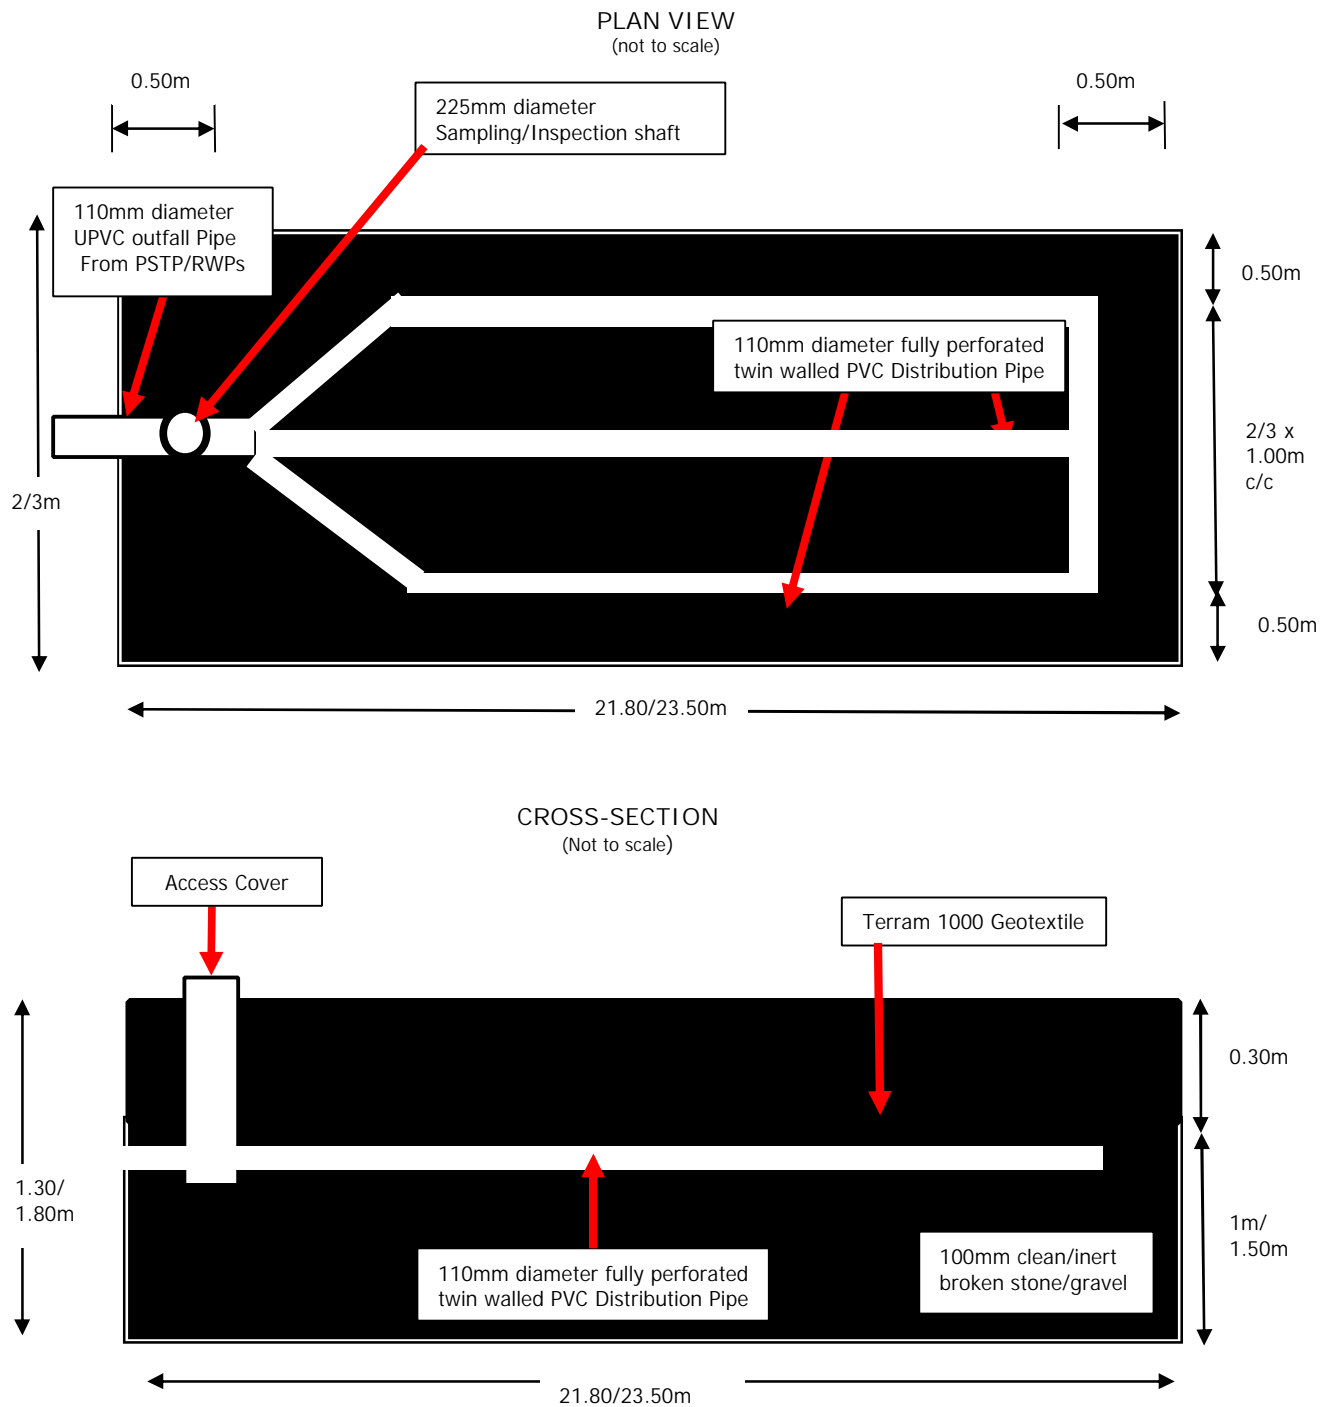 PLAN VIEW
(not to scale)
0.50m
0.50m
225mm diameter
Sampling/Inspection shaft
110mm diameter
UPVC outfall Pipe
From PSTP/RWPs
0.50m
110mm diameter fully perforated
twin walled PVC Distribution Pipe
2/3 x
1.00m
c/c
2/3m
0.50m
21.80/23.50m
CROSS-SECTION
(Not to scale)
Access Cover
Terram 1000 Geotextile
0.30m
1.30/
1.80m
1m/
1.50m
100mm clean/inert
broken stone/gravel
110mm diameter fully perforated
twin walled PVC Distribution Pipe
21.80/23.50m